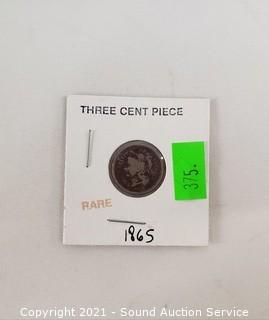 THREE CENT PIECE
375.
RARE
1865
Copyright 2021 - Sound Auction Service